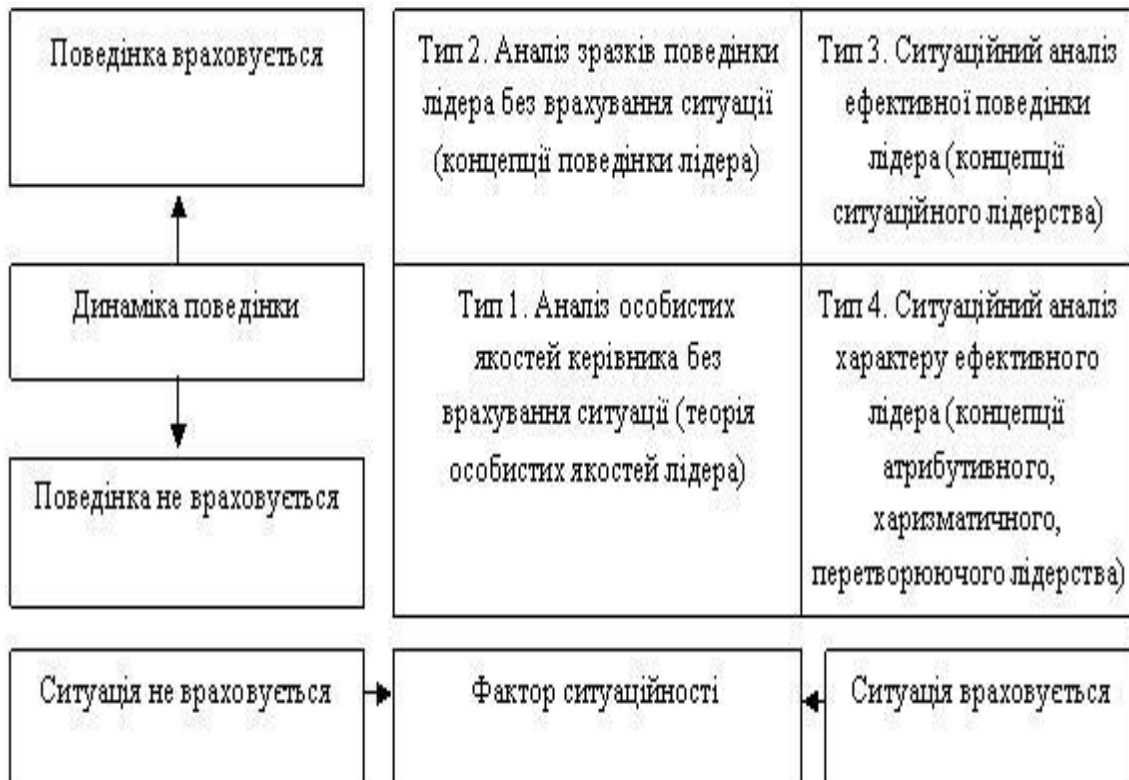 Поведінка враховується
Тип 2. Аналіз зразків поведінки
лідера без врахування ситуації
(концепції поведінки лідера)
Тип 3. Ситуаційний аналіз
ефективної поведінки
лідера (концепції
ситуаційного лідерства)
Динаміка поведінки
Тип 1. Аналіз особистих
якостей керівника без
врахування ситуації (теорія
особистих якостей лідера)
Тип 4. Ситуаційний аналіз
характеру ефективного
лідера (концепції
атрибутивного,
харизматичного,
перетворюючого лідерства)
Поведінка не враховується
Ситуація не враховується
Фактор ситуаційності
Ситуація враховується